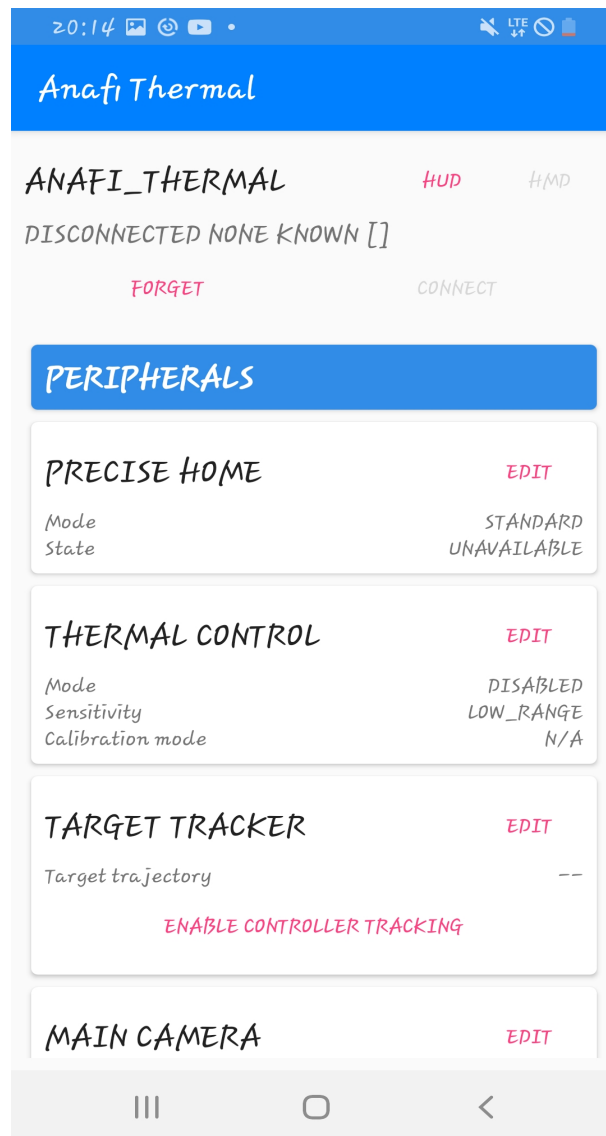 20:14 LTE
Anafi Thermal
ANAFI_THERMAL HUD HMD
DISCONNECTED NONE KNOWN []
FORGET CONNECT
PERIPHERALS
PRECISE HOME EDIT
Mode STANDARD
State UNAVAILABLE
THERMAL CONTROL EDIT
Mode DISABLED
Sensitivity LOW_RANGE
Calibration mode N/A
TARGET TRACKER EDIT
Target trajectory --
ENABLE CONTROLLER TRACKING
MAIN CAMERA EDIT